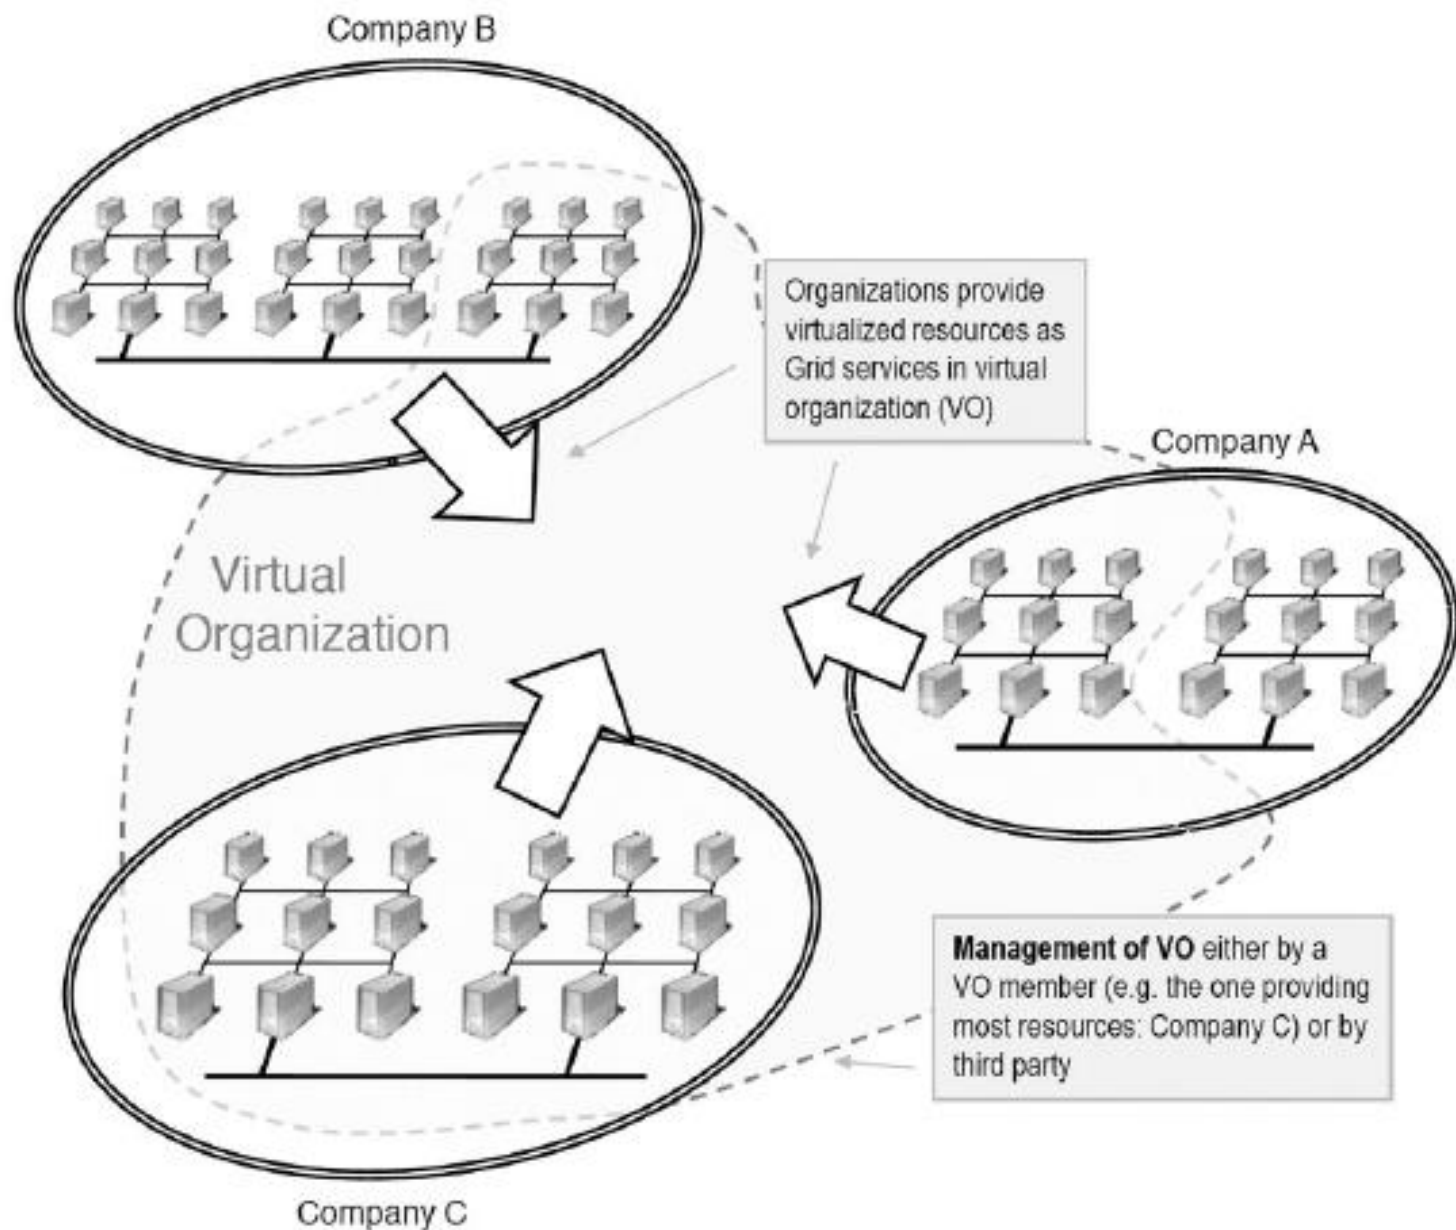 Company B
Organizations provide
virtualized resources as
Grid services in virtual
organization (VO)
Company A
Virtual
Organization
Management of VO either by a
VO member (e.g. the one providing
most resources: Company C) or by
third party
Company C